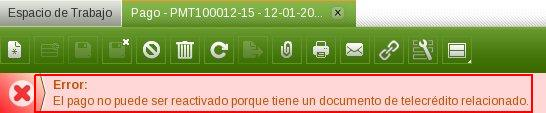 Espacio de Trabajo
Pago - PMT100012-15 - 12-01-20...
Error:
El pago no puede ser reactivado porque tiene un documento de telecrédito relacionado.